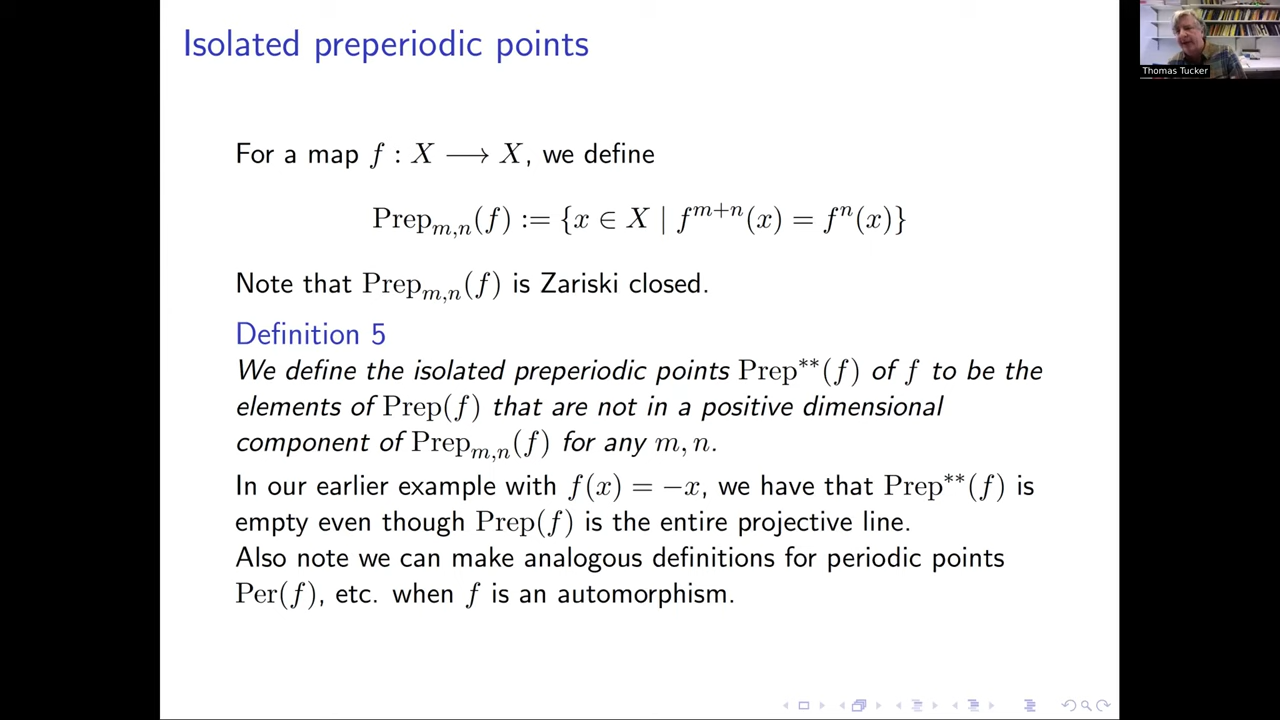 Isolated preperiodic points
For a map f : X ⟶ X, we define
Prep_{m,n}(f) := {x ∈ X | f^{m+n}(x) = f^n(x)}
Note that Prep_{m,n}(f) is Zariski closed.
Definition 5
We define the isolated preperiodic points Prep^{**}(f) of f to be the
elements of Prep(f) that are not in a positive dimensional
component of Prep_{m,n}(f) for any m, n.
In our earlier example with f(x) = −x, we have that Prep^{**}(f) is
empty even though Prep(f) is the entire projective line.
Also note we can make analogous definitions for periodic points
Per(f), etc. when f is an automorphism.
Thomas Tucker